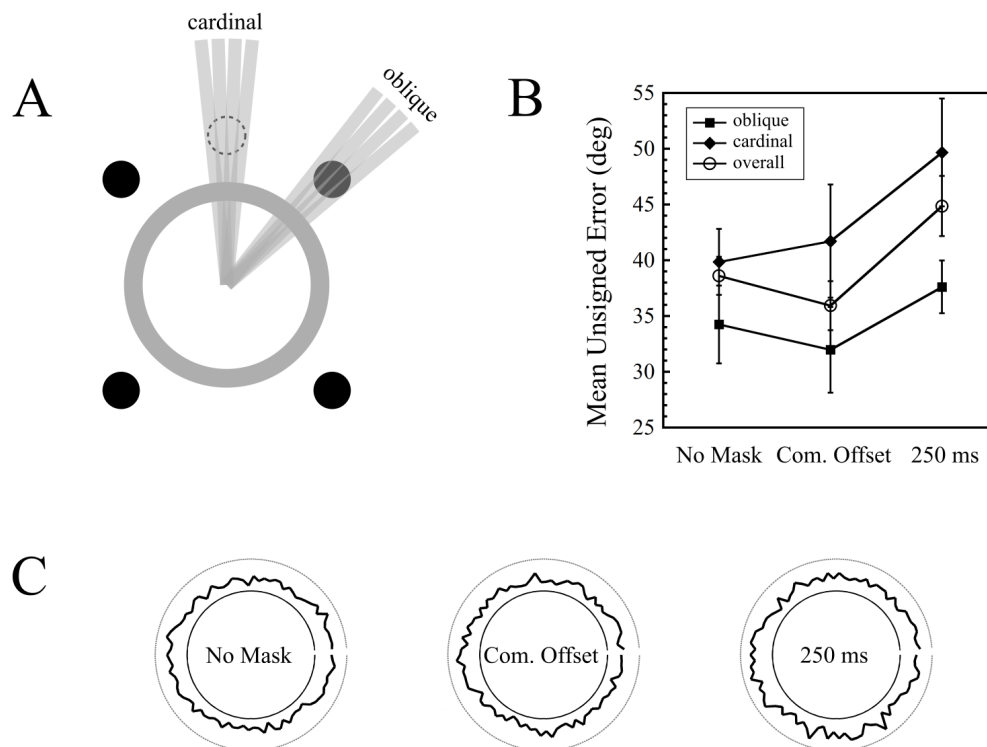 cardinal
A
oblique
B
Mean Unsigned Error (deg)
55
50
45
40
35
30
25
oblique
cardinal
overall
No Mask
Com. Offset
250 ms
C
No Mask
Com. Offset
250 ms